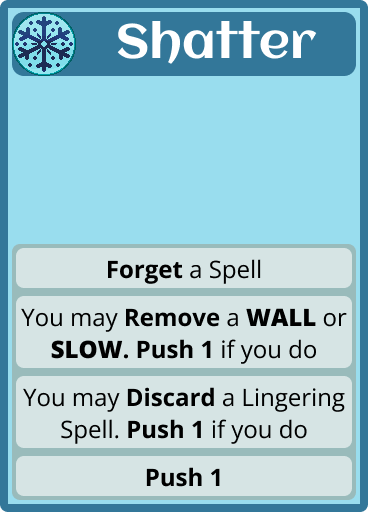 Shatter
Forget a Spell
You may Remove a WALL or
SLOW. Push 1 if you do
You may Discard a Lingering
Spell. Push 1 if you do
Push 1